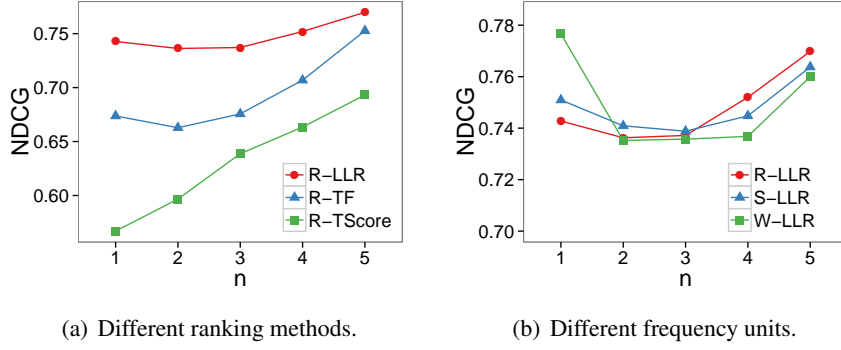 NDCG
0.75
0.70
0.65
0.60
R−LLR
R−TF
R−TScore
1 2 3 4 5
n
(a) Different ranking methods.
NDCG
0.78
0.76
0.74
0.72
0.70
R−LLR
S−LLR
W−LLR
1 2 3 4 5
n
(b) Different frequency units.